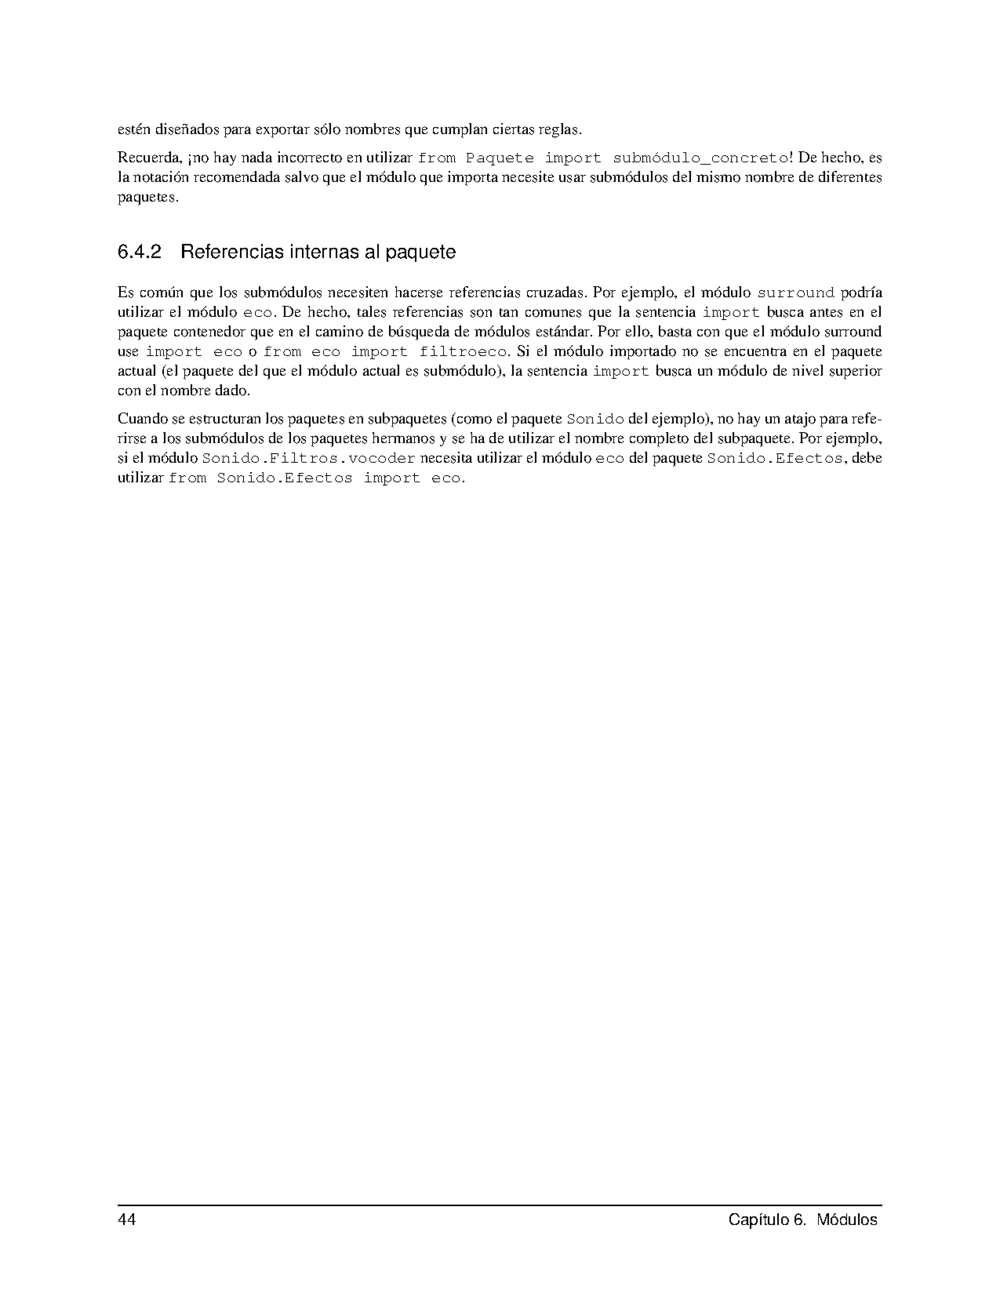 estén diseñados para exportar sólo nombres que cumplan ciertas reglas.
Recuerda, ¡no hay nada incorrecto en utilizar from Paquete import submódulo_concreto! De hecho, es
la notación recomendada salvo que el módulo que importa necesite usar submódulos del mismo nombre de diferentes
paquetes.
6.4.2 Referencias internas al paquete
Es común que los submódulos necesiten hacerse referencias cruzadas. Por ejemplo, el módulo surround podría
utilizar el módulo eco. De hecho, tales referencias son tan comunes que la sentencia import busca antes en el
paquete contenedor que en el camino de búsqueda de módulos estándar. Por ello, basta con que el módulo surround
use import eco o from eco import filtroeco. Si el módulo importado no se encuentra en el paquete
actual (el paquete del que el módulo actual es submódulo), la sentencia import busca un módulo de nivel superior
con el nombre dado.
Cuando se estructuran los paquetes en subpaquetes (como el paquete Sonido del ejemplo), no hay un atajo para refe-
rirse a los submódulos de los paquetes hermanos y se ha de utilizar el nombre completo del subpaquete. Por ejemplo,
si el módulo Sonido.Filtros.vocoder necesita utilizar el módulo eco del paquete Sonido.Efectos, debe
utilizar from Sonido.Efectos import eco.
44 Capítulo 6. Módulos